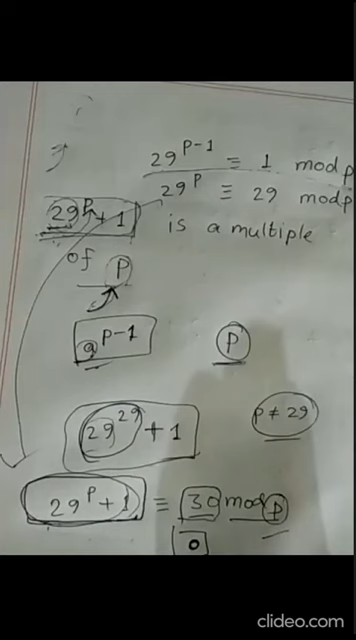 29^(P-1) ≡ 1 mod p
29^P ≡ 29 mod p
29^P + 1 is a multiple
of P
a^(P-1) P
29^29 + 1 p ≠ 29
29^P + 1 ≡ 30 mod p
0
clideo.com